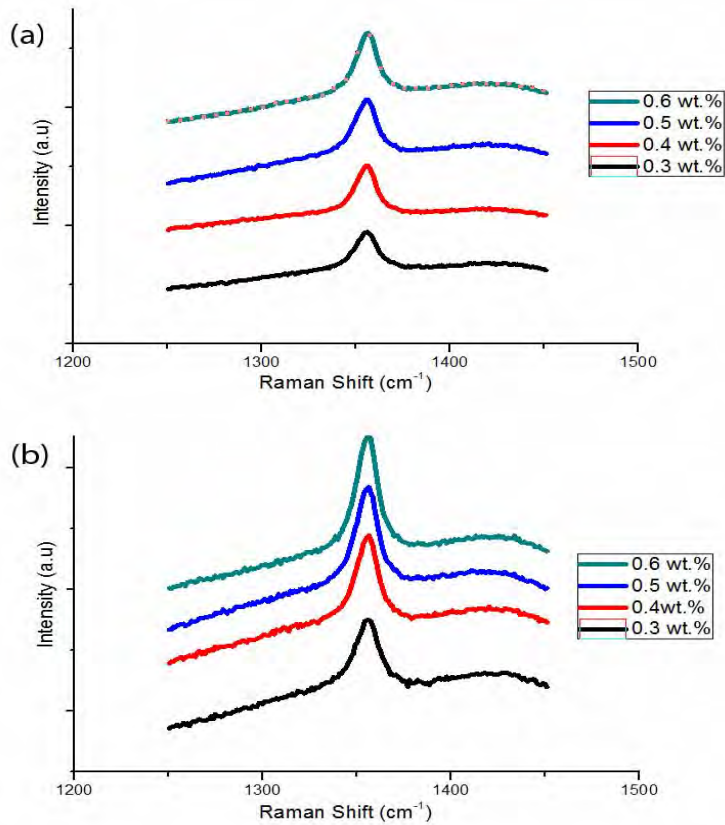 (a)
Intensity (a.u)
0.6 wt.%
0.5 wt.%
0.4 wt.%
0.3 wt.%
1200 1300 1400 1500
Raman Shift (cm⁻¹)
(b)
Intensity (a.u)
0.6 wt.%
0.5 wt.%
0.4wt.%
0.3 wt.%
1200 1300 1400 1500
Raman Shift (cm⁻¹)